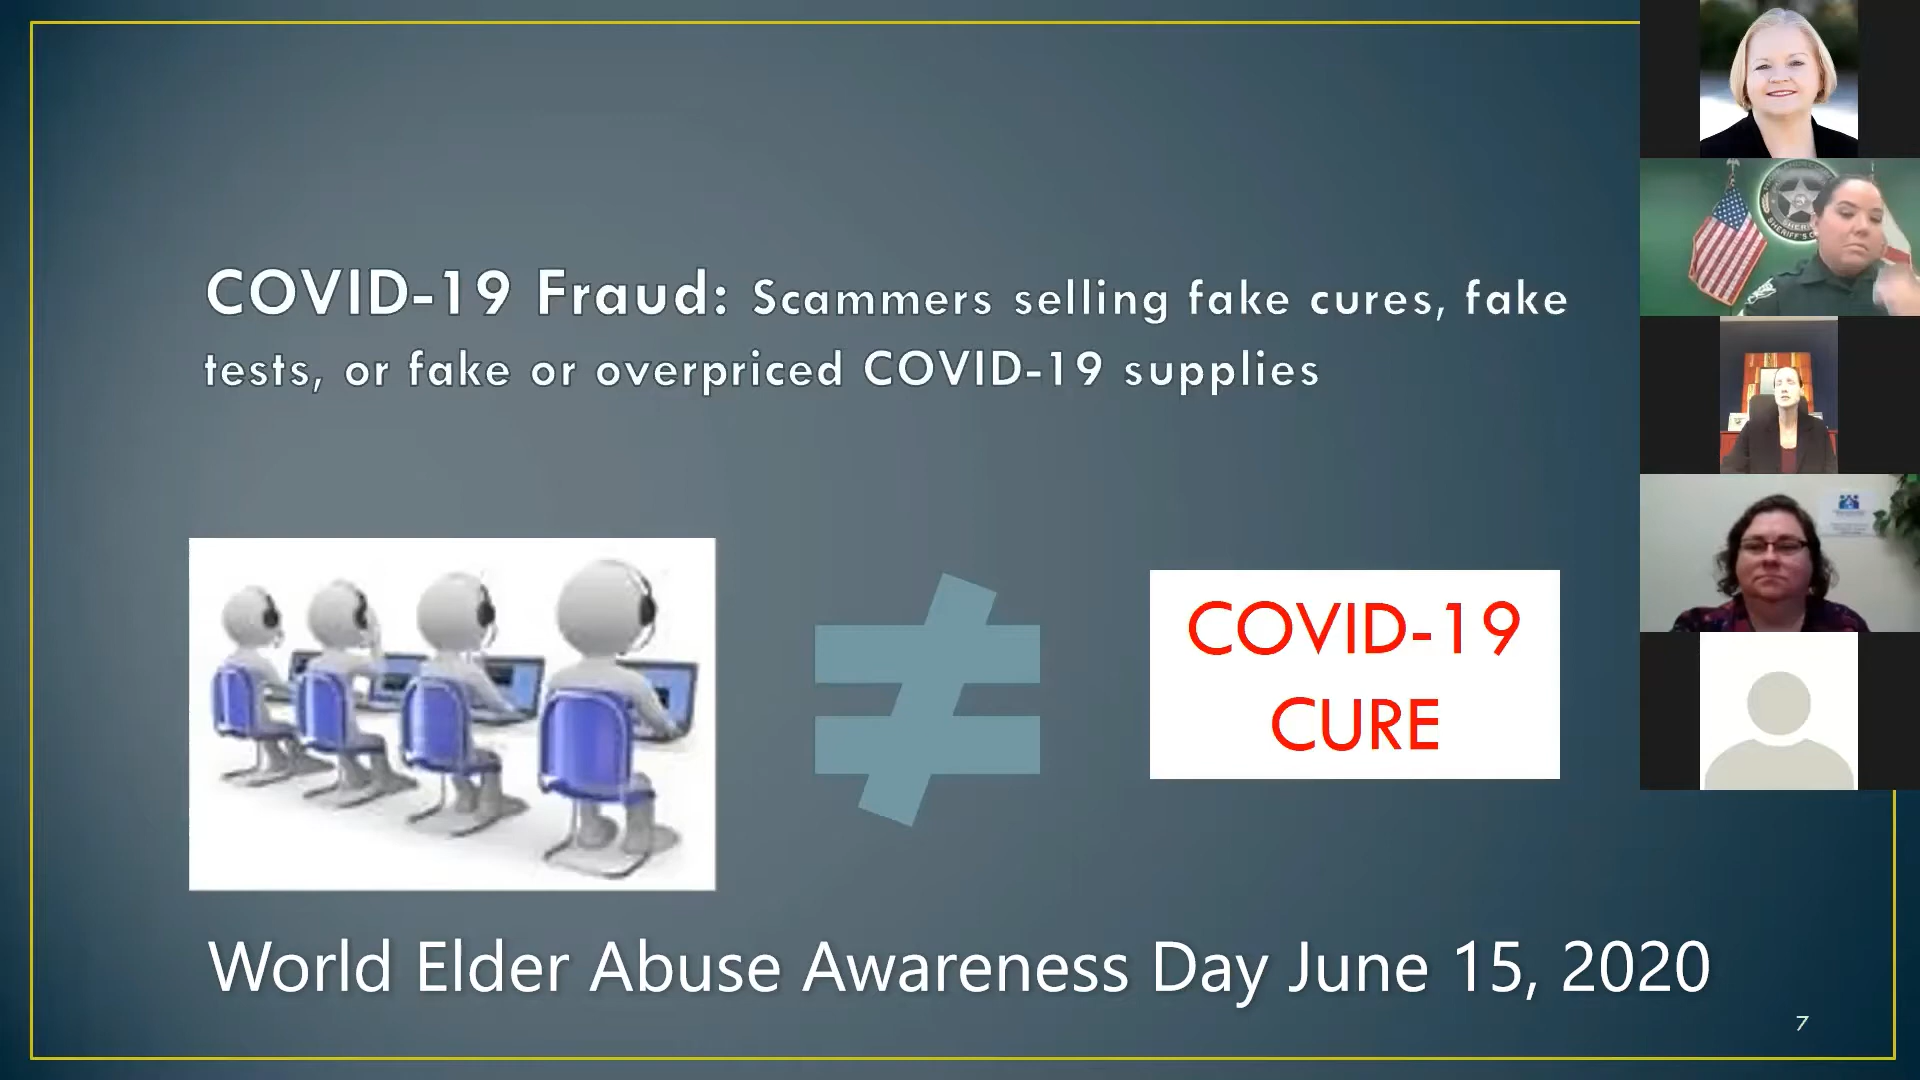 COVID-19 Fraud: Scammers selling fake cures, fake
tests, or fake or overpriced COVID-19 supplies
COVID-19
CURE
World Elder Abuse Awareness Day June 15, 2020
7